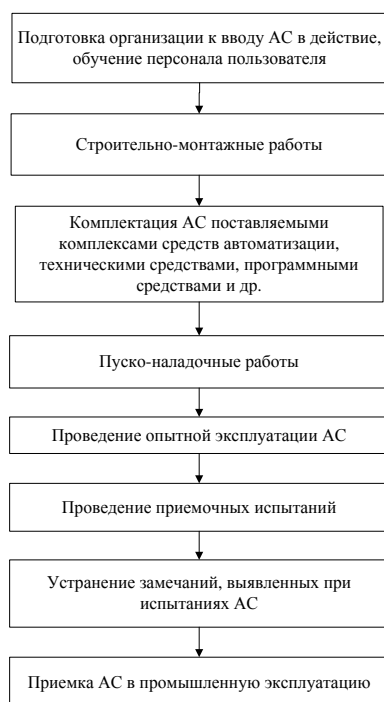 Подготовка организации к вводу АС в действие,
обучение персонала пользователя
Строительно-монтажные работы
Комплектация АС поставляемыми
комплексами средств автоматизации,
техническими средствами, программными
средствами и др.
Пуско-наладочные работы
Проведение опытной эксплуатации АС
Проведение приемочных испытаний
Устранение замечаний, выявленных при
испытаниях АС
Приемка АС в промышленную эксплуатацию